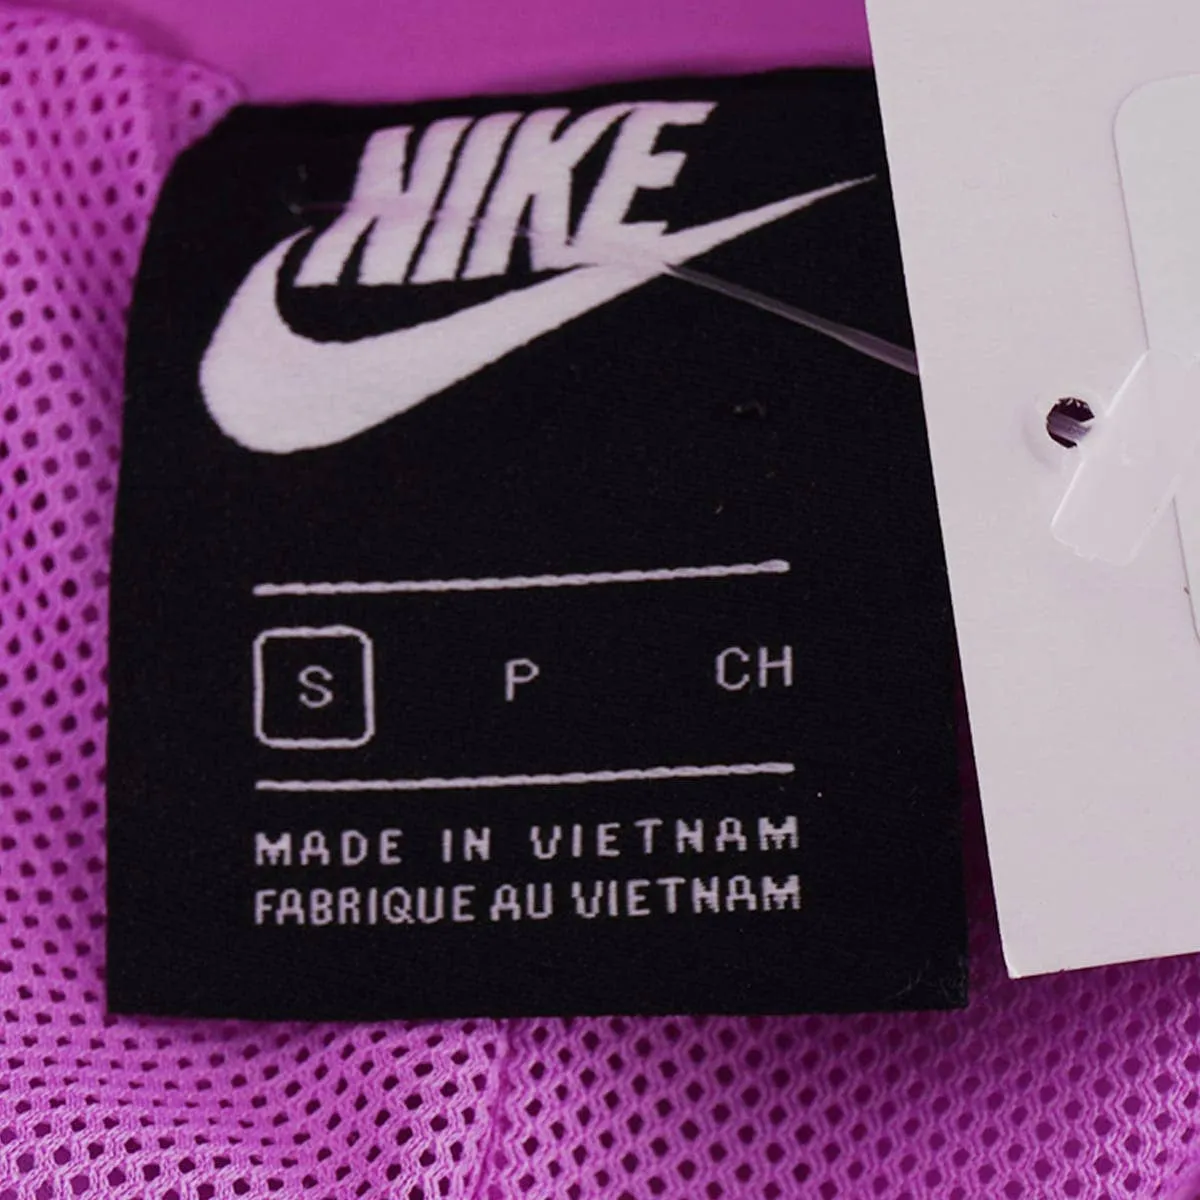 NIKE
S P CH
MADE IN VIETNAM
FABRIQUE AU VIETNAM